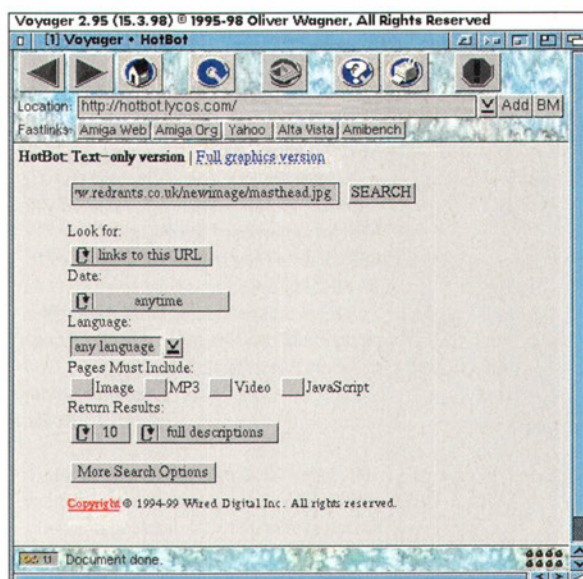 Voyager 2.95 (15.3.98) © 1995-98 Oliver Wagner, All Rights Reserved
[1] Voyager • HotBot
Location: http://hotbot.lycos.com/ Add BM
Fastlinks: Amiga Web Amiga Org Yahoo Alta Vista Amibench
HotBot: Text-only version | Full graphics version
w.redrants.co.uk/newimage/masthead.jpg SEARCH
Look for:
links to this URL
Date:
anytime
Language:
any language
Pages Must Include:
Image MP3 Video JavaScript
Return Results:
10 full descriptions
More Search Options
Copyright © 1994-99 Wired Digital Inc. All rights reserved.
Document done.